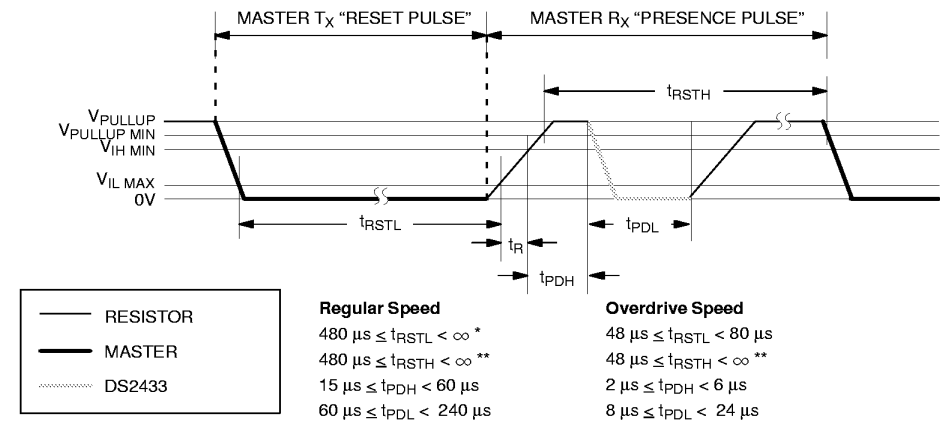 MASTER TX “RESET PULSE”
MASTER RX “PRESENCE PULSE”
tRSTH
VPULLUP
VPULLUP MIN
VIH MIN
VIL MAX
0V
tRSTL
tPDL
tR
tPDH
RESISTOR
MASTER
DS2433
Regular Speed
480 µs ≤ tRSTL < ∞ *
480 µs ≤ tRSTH < ∞ **
15 µs ≤ tPDH < 60 µs
60 µs ≤ tPDL < 240 µs
Overdrive Speed
48 µs ≤ tRSTL < 80 µs
48 µs ≤ tRSTH < ∞ **
2 µs ≤ tPDH < 6 µs
8 µs ≤ tPDL < 24 µs